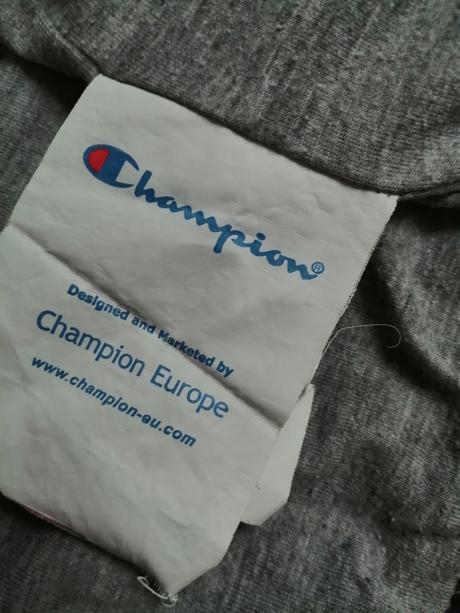 Champion®
Designed and Marketed by
Champion Europe
www.champion-eu.com